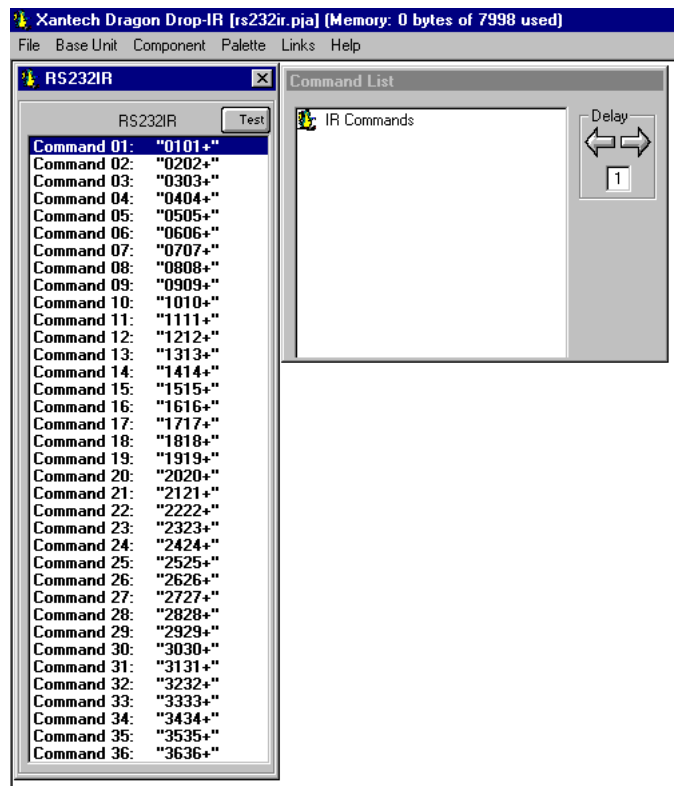 Xantech Dragon Drop-IR [rs232ir.pja] (Memory: 0 bytes of 7998 used)
File Base Unit Component Palette Links Help
RS232IR
RS232IR Test
Command 01: "0101+"
Command 02: "0202+"
Command 03: "0303+"
Command 04: "0404+"
Command 05: "0505+"
Command 06: "0606+"
Command 07: "0707+"
Command 08: "0808+"
Command 09: "0909+"
Command 10: "1010+"
Command 11: "1111+"
Command 12: "1212+"
Command 13: "1313+"
Command 14: "1414+"
Command 15: "1515+"
Command 16: "1616+"
Command 17: "1717+"
Command 18: "1818+"
Command 19: "1919+"
Command 20: "2020+"
Command 21: "2121+"
Command 22: "2222+"
Command 23: "2323+"
Command 24: "2424+"
Command 25: "2525+"
Command 26: "2626+"
Command 27: "2727+"
Command 28: "2828+"
Command 29: "2929+"
Command 30: "3030+"
Command 31: "3131+"
Command 32: "3232+"
Command 33: "3333+"
Command 34: "3434+"
Command 35: "3535+"
Command 36: "3636+"
Command List
IR Commands
Delay
1